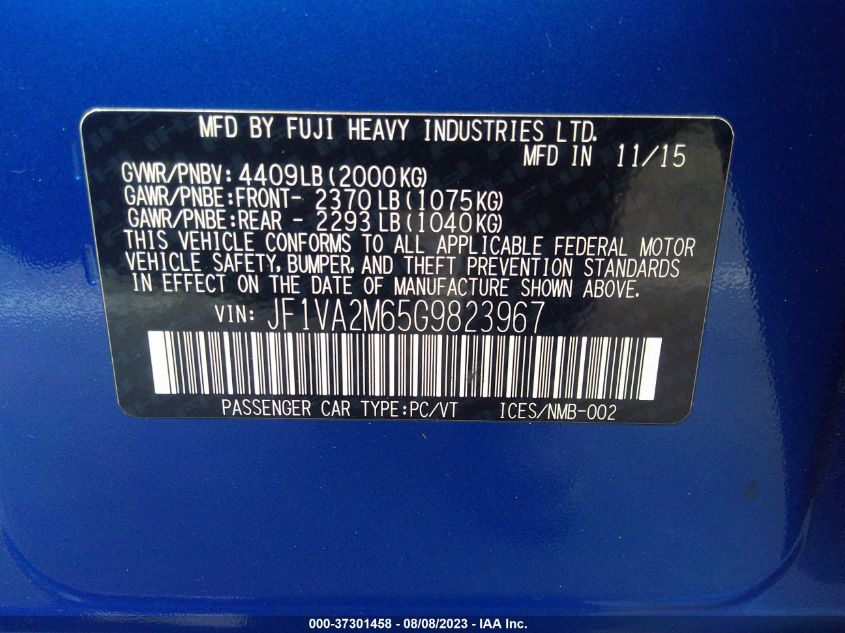 MFD BY FUJI HEAVY INDUSTRIES LTD.
MFD IN 11/15
GVWR/PNBV: 4409LB(2000KG)
GAWR/PNBE:FRONT- 2370LB(1075KG)
GAWR/PNBE:REAR - 2293LB(1040KG)
THIS VEHICLE CONFORMS TO ALL APPLICABLE FEDERAL MOTOR
VEHICLE SAFETY, BUMPER, AND THEFT PREVENTION STANDARDS
IN EFFECT ON THE DATE OF MANUFACTURE SHOWN ABOVE.
VIN: JF1VA2M65G9823967
PASSENGER CAR TYPE:PC/VT ICES/NMB-002
000-37301458 - 08/08/2023 - IAA Inc.